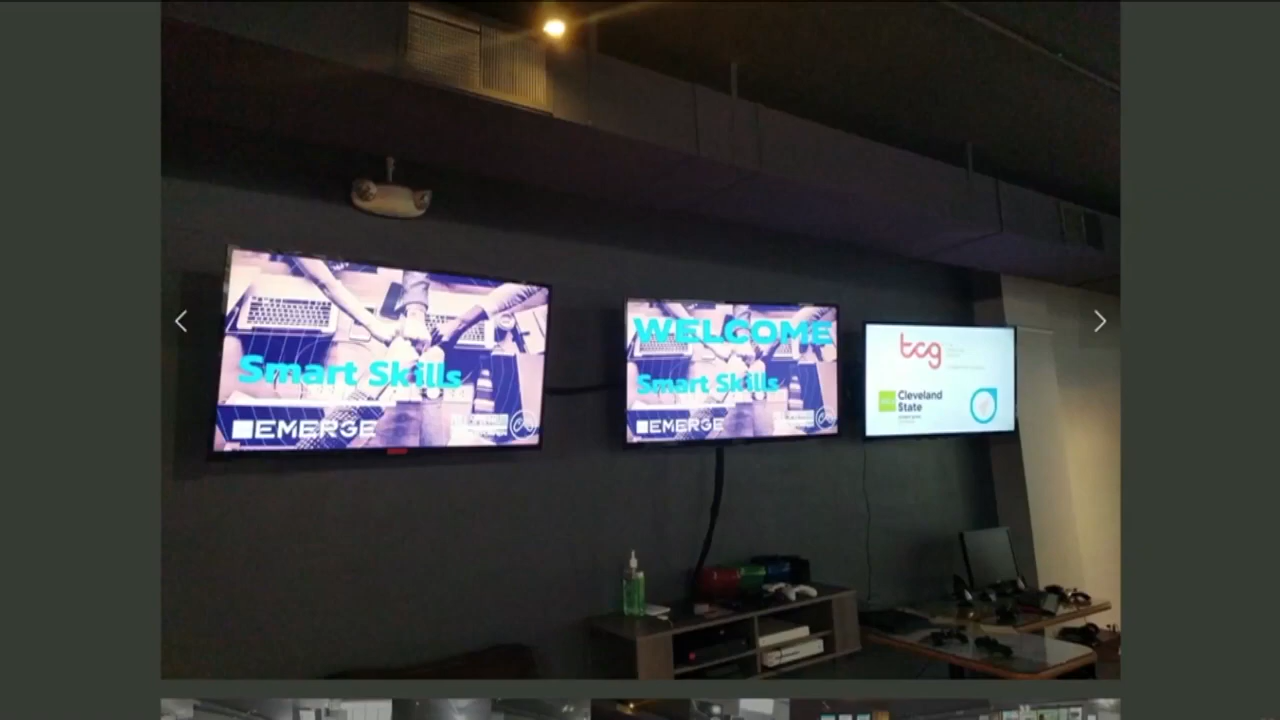 Smart Skills
EMERGE
WELCOME
Smart Skills
EMERGE
tcg
Cleveland
State